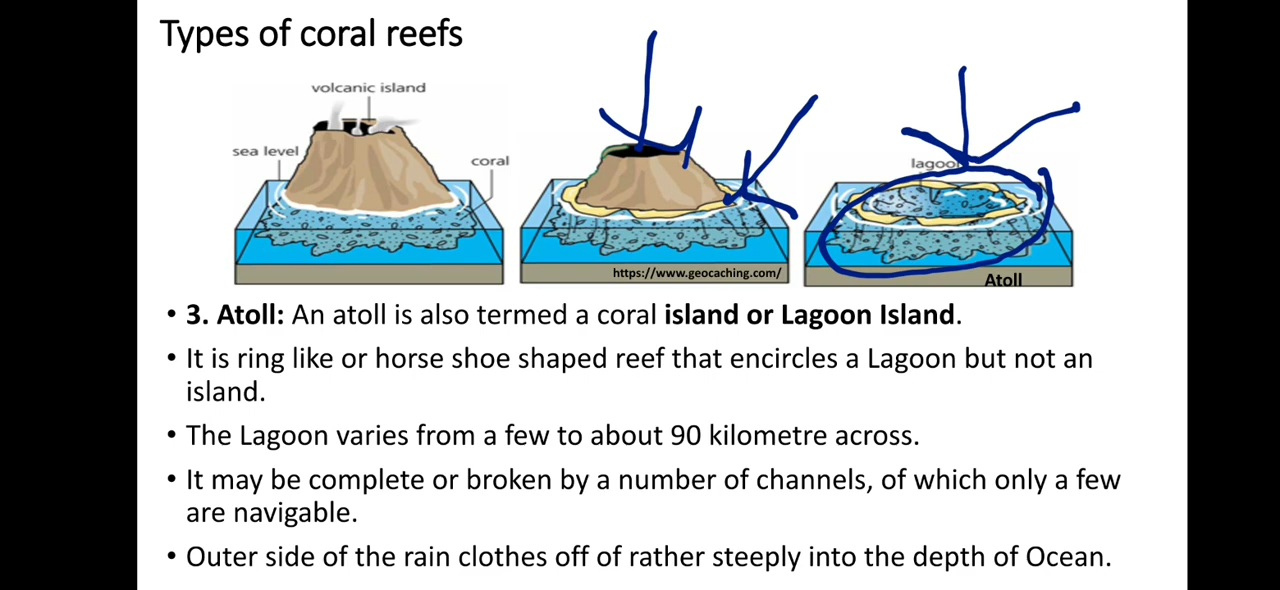 Types of coral reefs
volcanic island
sea level
coral
lagoon
https://www.geocaching.com/
Atoll
• 3. Atoll: An atoll is also termed a coral island or Lagoon Island.
• It is ring like or horse shoe shaped reef that encircles a Lagoon but not an
island.
• The Lagoon varies from a few to about 90 kilometre across.
• It may be complete or broken by a number of channels, of which only a few
are navigable.
• Outer side of the rain clothes off of rather steeply into the depth of Ocean.